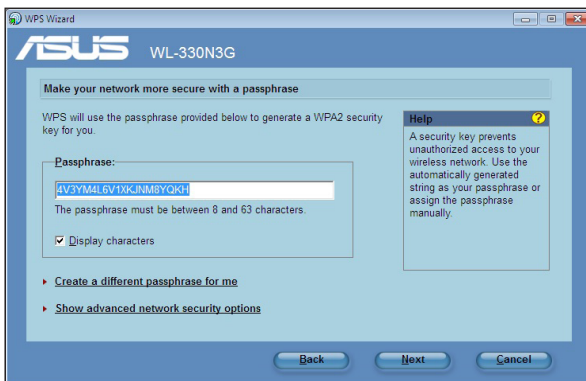 WPS Wizard
ASUS WL-330N3G
Make your network more secure with a passphrase
WPS will use the passphrase provided below to generate a WPA2 security
key for you.
Passphrase:
4V3YM4L6V1XKJNM8YQKH
The passphrase must be between 8 and 63 characters.
Display characters
Create a different passphrase for me
Show advanced network security options
Help
?
A security key prevents
unauthorized access to your
wireless network. Use the
automatically generated
string as your passphrase or
assign the passphrase
manually.
Back Next Cancel